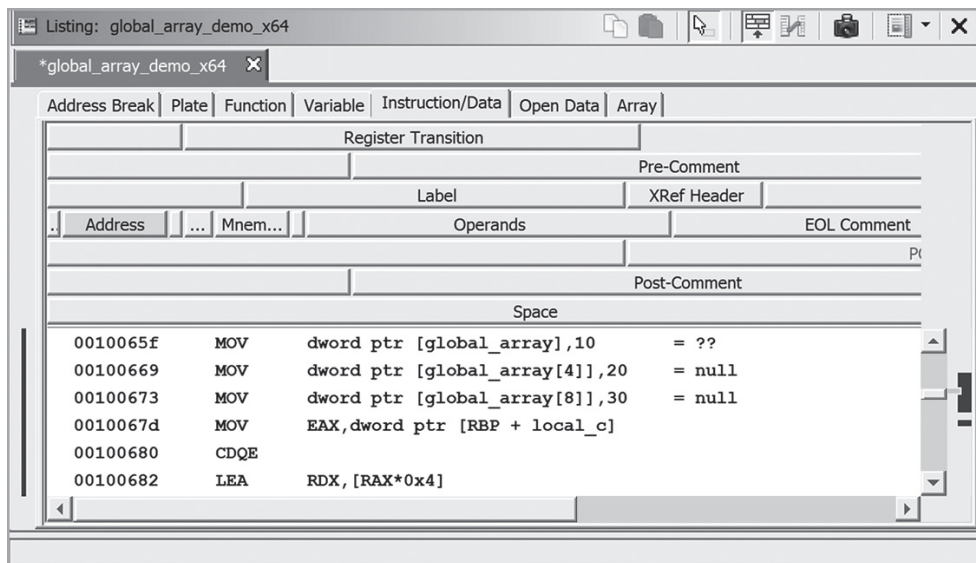 Listing: global_array_demo_x64
*global_array_demo_x64
Address Break Plate Function Variable Instruction/Data Open Data Array
Register Transition
Pre-Comment
Label XRef Header
.. Address ... Mnem... Operands EOL Comment
Post-Comment
Space
0010065f MOV dword ptr [global_array],10 = ??
00100669 MOV dword ptr [global_array[4]],20 = null
00100673 MOV dword ptr [global_array[8]],30 = null
0010067d MOV EAX,dword ptr [RBP + local_c]
00100680 CDQE
00100682 LEA RDX,[RAX*0x4]